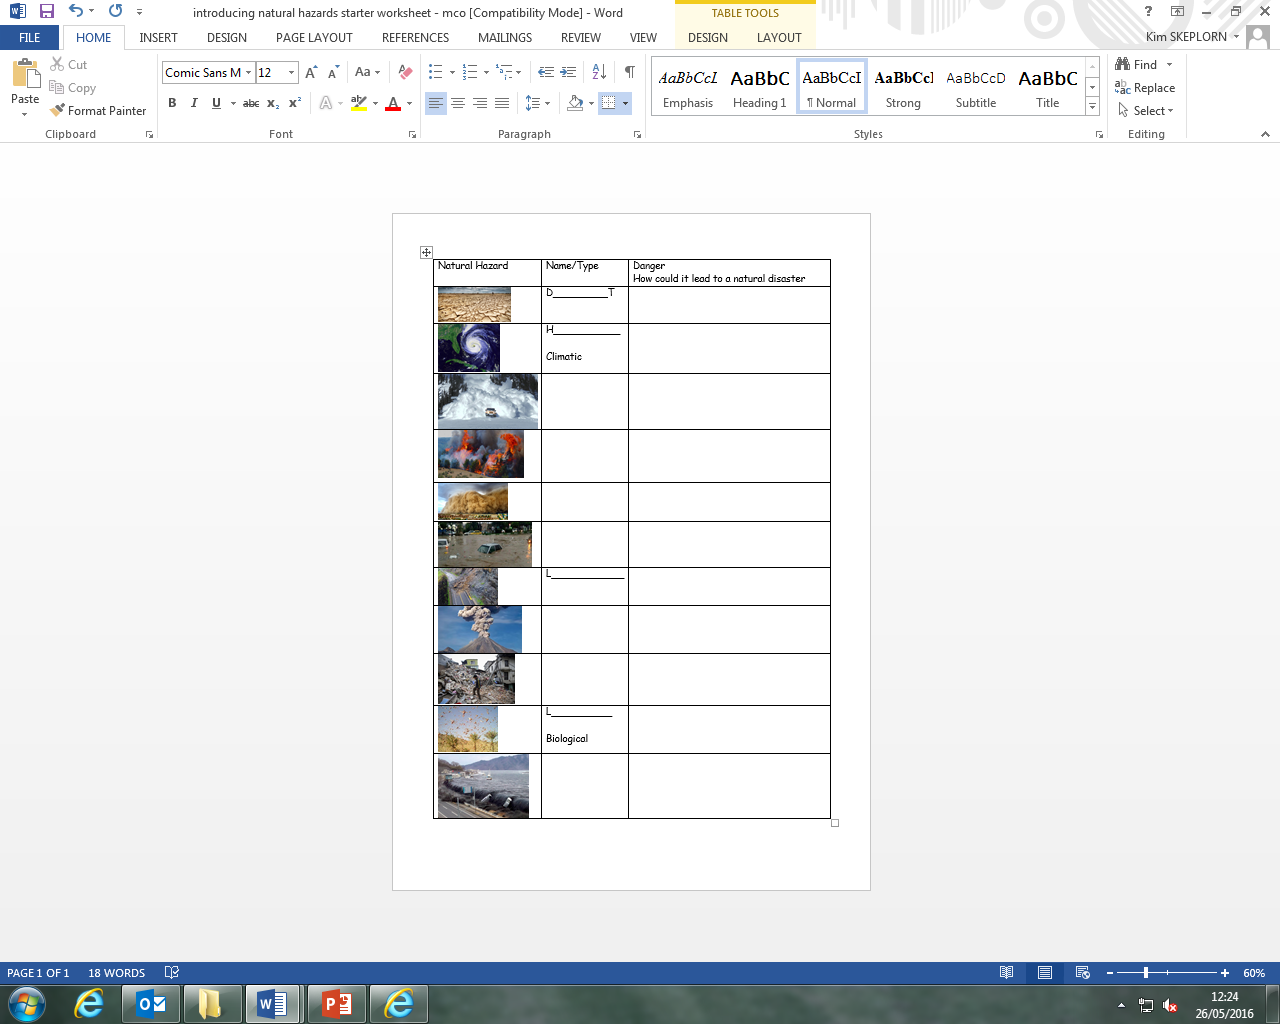 introducing natural hazards starter worksheet - mco [Compatibility Mode] - Word
TABLE TOOLS
FILE HOME INSERT DESIGN PAGE LAYOUT REFERENCES MAILINGS REVIEW VIEW DESIGN LAYOUT
Kim SKEPLORN
Paste
Cut
Copy
Format Painter
Clipboard
Comic Sans M 12
Font
Paragraph
AaBbCcI AaBbC AaBbCcI AaBbCcI AaBbCcD AaBbC
Emphasis Heading 1 ¶ Normal Strong Subtitle Title
Styles
Find
Replace
Select
Editing
Natural Hazard Name/Type Danger
How could it lead to a natural disaster
D_________T
H___________
Climatic
L____________
L__________
Biological
PAGE 1 OF 1 18 WORDS 60%
12:24
26/05/2016